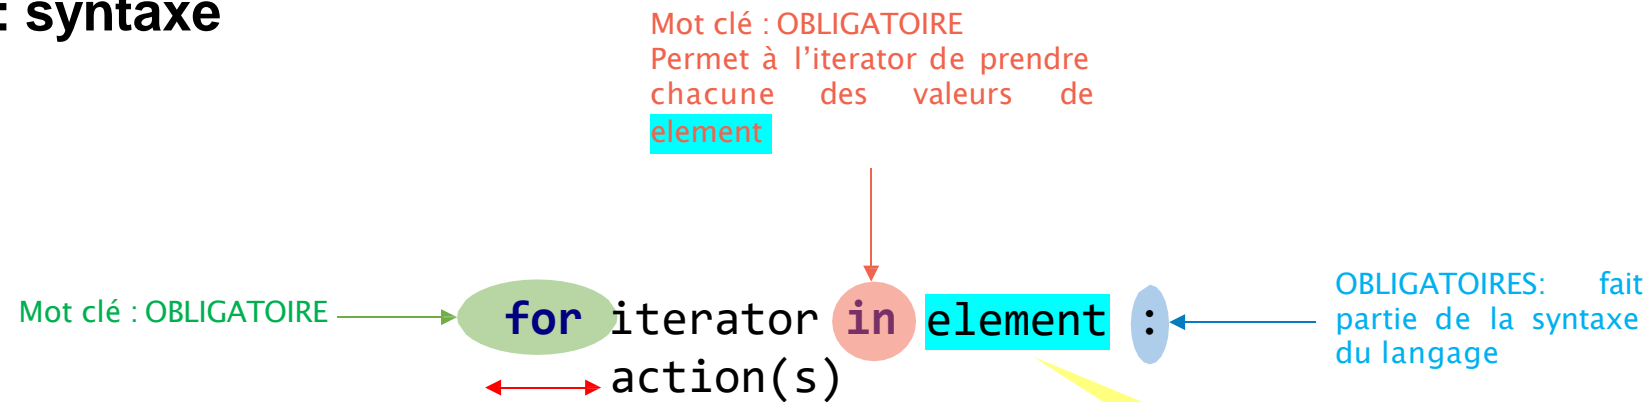 : syntaxe
Mot clé : OBLIGATOIRE
Permet à l'iterator de prendre
chacune des valeurs de
element
Mot clé : OBLIGATOIRE
for iterator in element :
action(s)
OBLIGATOIRES: fait
partie de la syntaxe
du langage